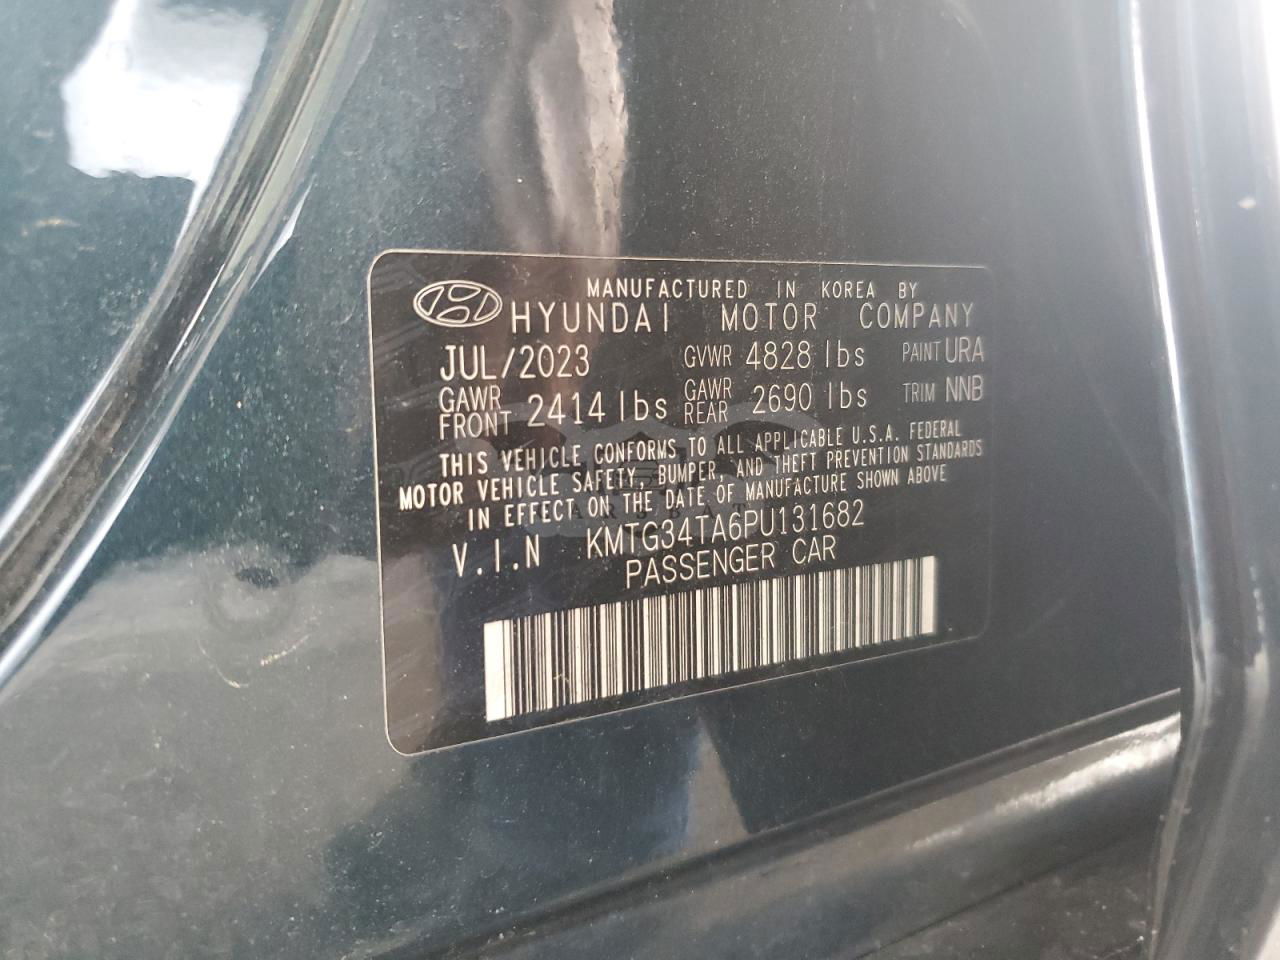 MANUFACTURED IN KOREA BY
HYUNDAI MOTOR COMPANY
JUL/2023 GVWR 4828 lbs PAINT URA
GAWR FRONT 2414 lbs GAWR REAR 2690 lbs TRIM NNB
THIS VEHICLE CONFORMS TO ALL APPLICABLE U.S.A. FEDERAL
MOTOR VEHICLE SAFETY, BUMPER, AND THEFT PREVENTION STANDARDS
IN EFFECT ON THE DATE OF MANUFACTURE SHOWN ABOVE
V.I.N KMTG34TA6PU131682
PASSENGER CAR